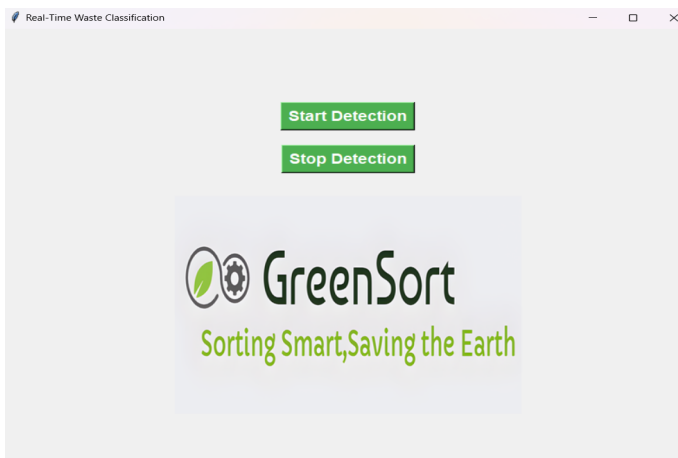 Real-Time Waste Classification
Start Detection
Stop Detection
GreenSort
Sorting Smart,Saving the Earth